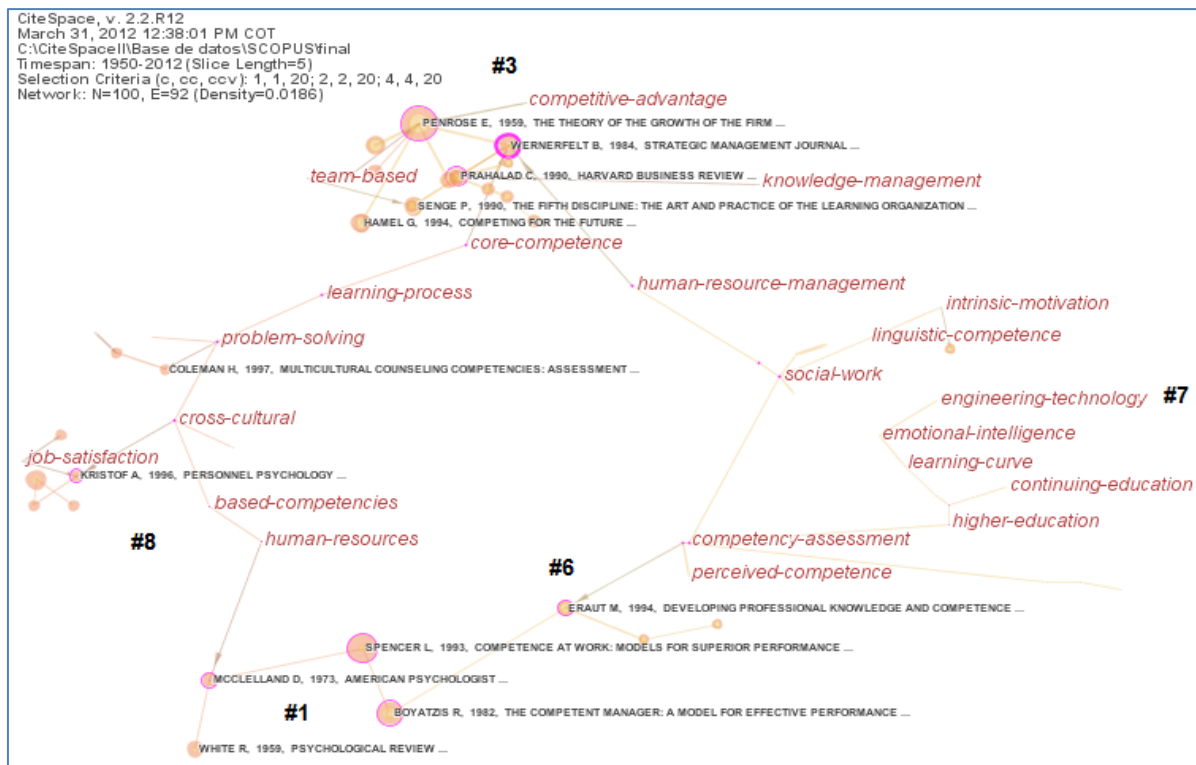 CiteSpace, v. 2.2.R12
March 31, 2012 12:38:01 PM COT
C:\CiteSpaceII\Base de datos\SCOPUS\final
Timespan: 1950-2012 (Slice Length=5)
Selection Criteria (c, cc, ccv): 1, 1, 20; 2, 2, 20; 4, 4, 20
Network: N=100, E=92 (Density=0.0186)
#3
competitive-advantage
PENROSE E, 1959, THE THEORY OF THE GROWTH OF THE FIRM ...
WERNERFELT B, 1984, STRATEGIC MANAGEMENT JOURNAL ...
team-based
PRAHALAD C, 1990, HARVARD BUSINESS REVIEW ...
knowledge-management
SENGE P, 1990, THE FIFTH DISCIPLINE: THE ART AND PRACTICE OF THE LEARNING ORGANIZATION ...
HAMEL G, 1994, COMPETING FOR THE FUTURE ...
core-competence
human-resource-management
learning-process
intrinsic-motivation
problem-solving
linguistic-competence
COLEMAN H, 1997, MULTICULTURAL COUNSELING COMPETENCIES: ASSESSMENT ...
social-work
engineering-technology
#7
cross-cultural
emotional-intelligence
job-satisfaction
learning-curve
KRISTOF A, 1996, PERSONNEL PSYCHOLOGY ...
continuing-education
based-competencies
higher-education
#8
human-resources
competency-assessment
#6
perceived-competence
ERAUT M, 1994, DEVELOPING PROFESSIONAL KNOWLEDGE AND COMPETENCE ...
SPENCER L, 1993, COMPETENCE AT WORK: MODELS FOR SUPERIOR PERFORMANCE ...
MCCLELLAND D, 1973, AMERICAN PSYCHOLOGIST ...
#1
BOYATZIS R, 1982, THE COMPETENT MANAGER: A MODEL FOR EFFECTIVE PERFORMANCE ...
WHITE R, 1959, PSYCHOLOGICAL REVIEW ...